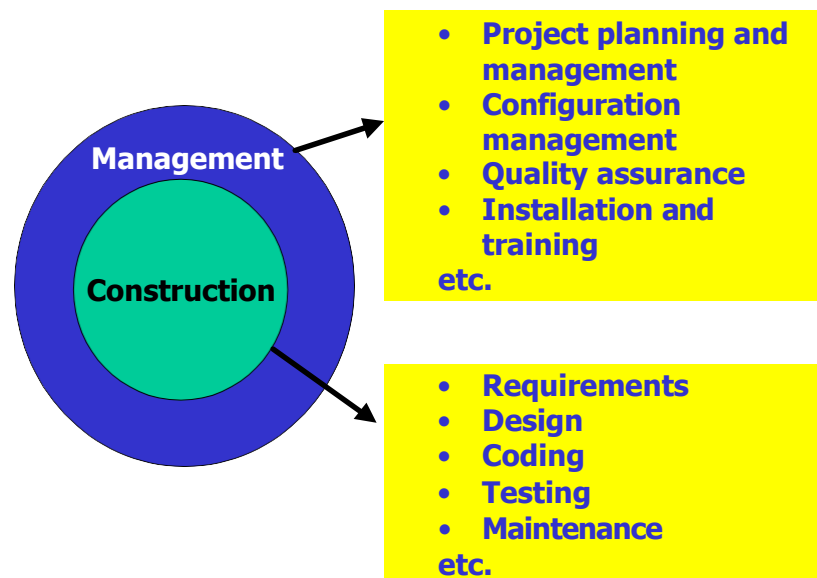 Management
Construction
• Project planning and
management
• Configuration
management
• Quality assurance
• Installation and
training
etc.
• Requirements
• Design
• Coding
• Testing
• Maintenance
etc.